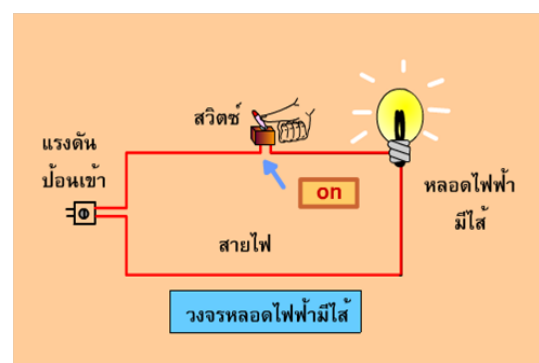 สวิตซ์
แรงดัน
ป้อนเข้า
on
หลอดไฟฟ้า
มีไส้
สายไฟ
วงจรหลอดไฟฟ้ามีไส้